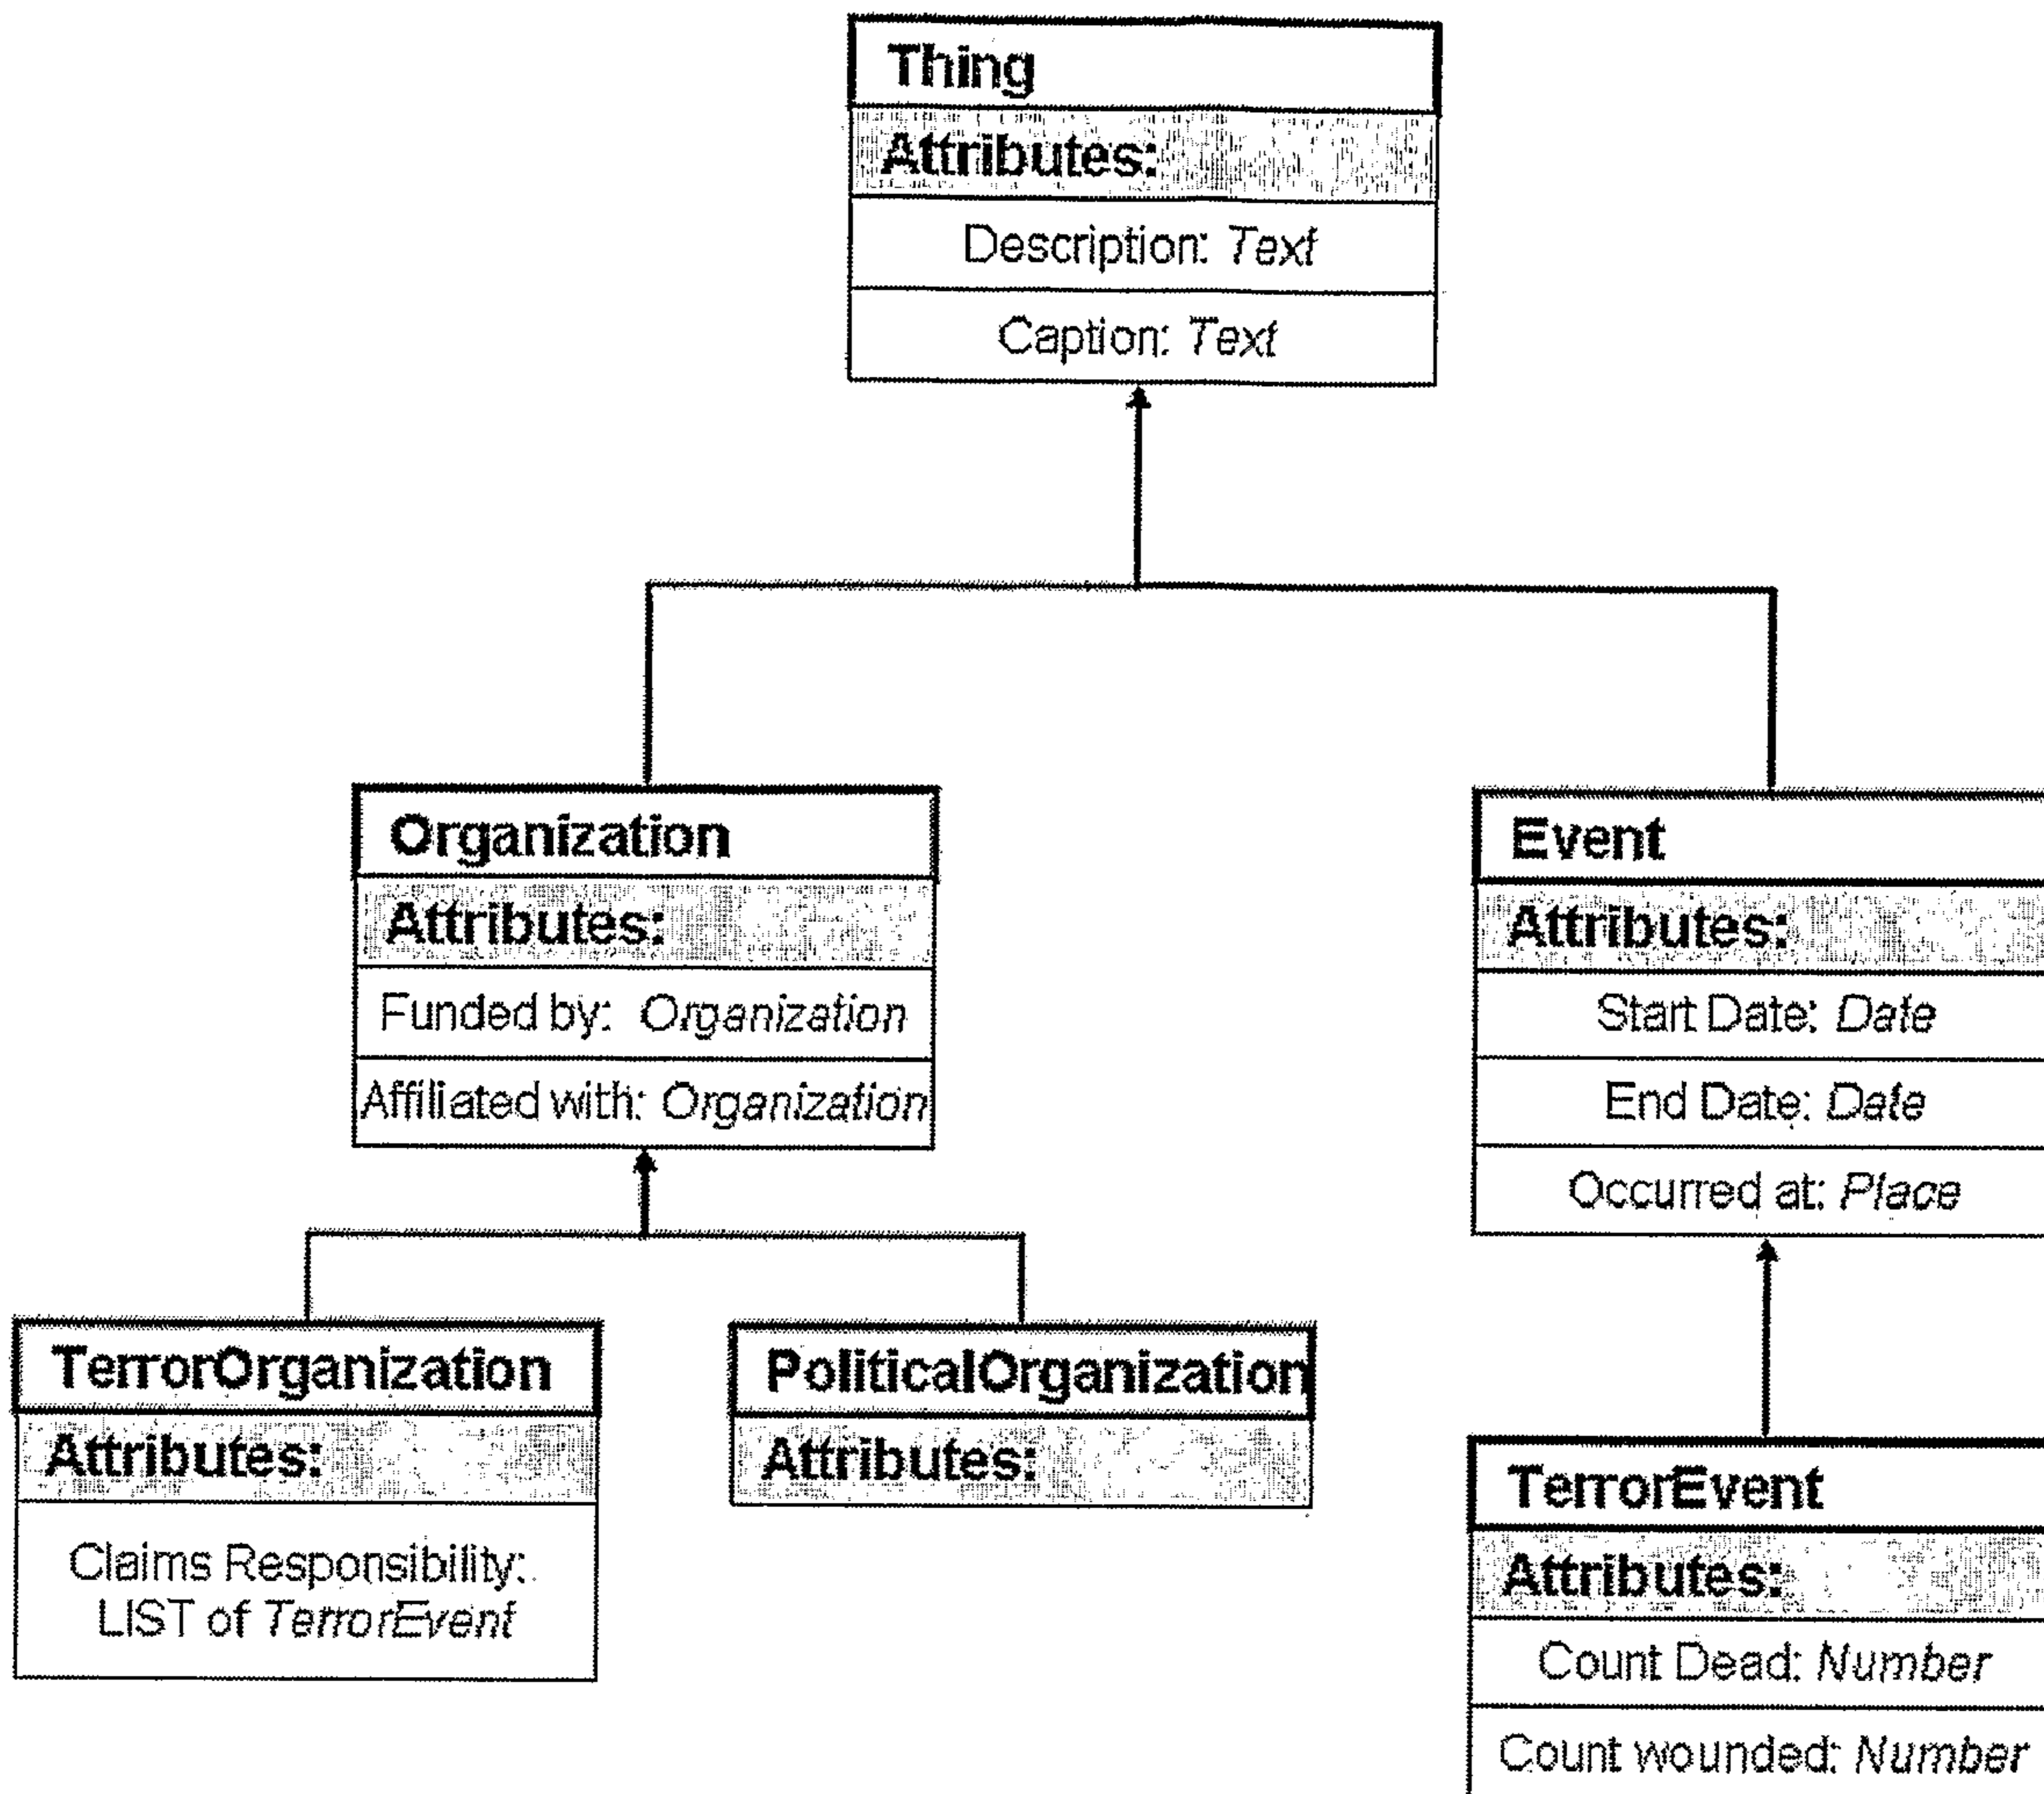 Thing
Attributes:
Description: Text
Caption: Text
Organization
Attributes:
Funded by: Organization
Affiliated with: Organization
Event
Attributes:
Start Date: Date
End Date: Date
Occurred at: Place
TerrorOrganization
Attributes:
Claims Responsibility:
LIST of TerrorEvent
PoliticalOrganization
Attributes:
TerrorEvent
Attributes:
Count Dead: Number
Count wounded: Number